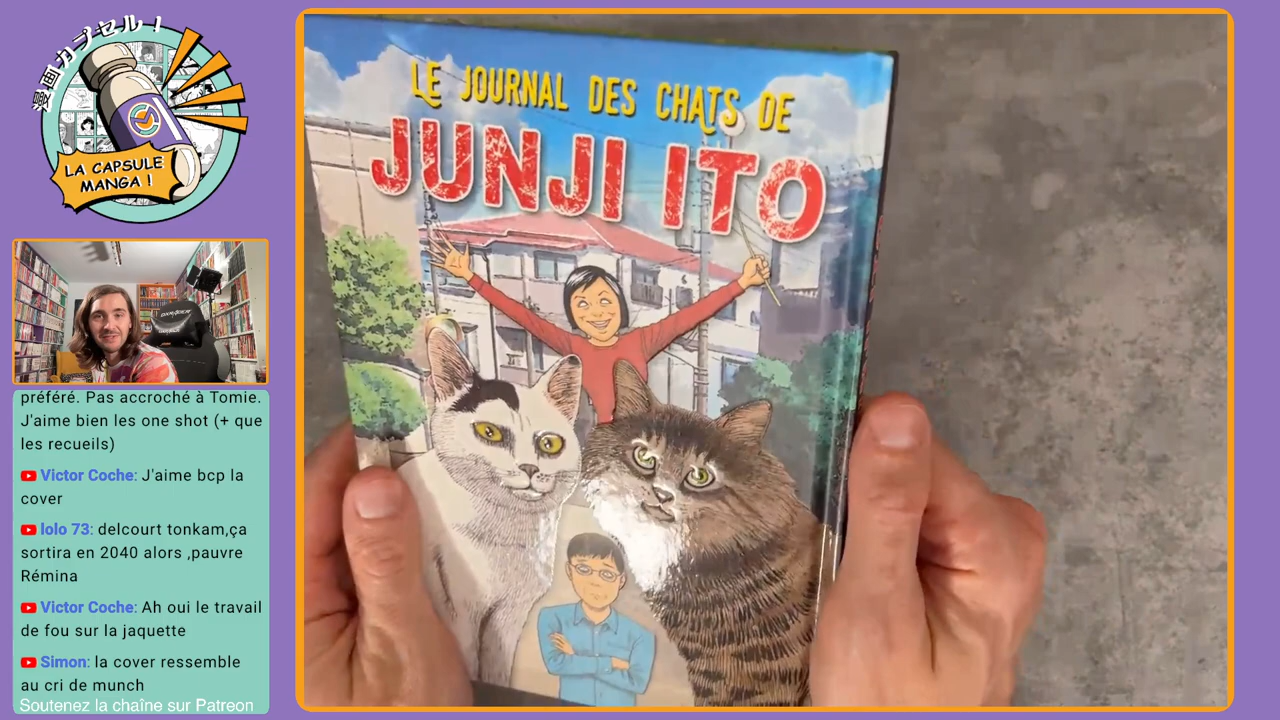 漫画カプセル！
LA CAPSULE
MANGA !
LE JOURNAL DES CHATS DE
JUNJI ITO
préféré. Pas accroché à Tomie.
J'aime bien les one shot (+ que
les recueils)
Victor Coche: J'aime bcp la
cover
lolo 73: delcourt tonkam,ça
sortira en 2040 alors ,pauvre
Rémina
Victor Coche: Ah oui le travail
de fou sur la jaquette
Simon: la cover ressemble
au cri de munch
Soutenez la chaîne sur Patreon